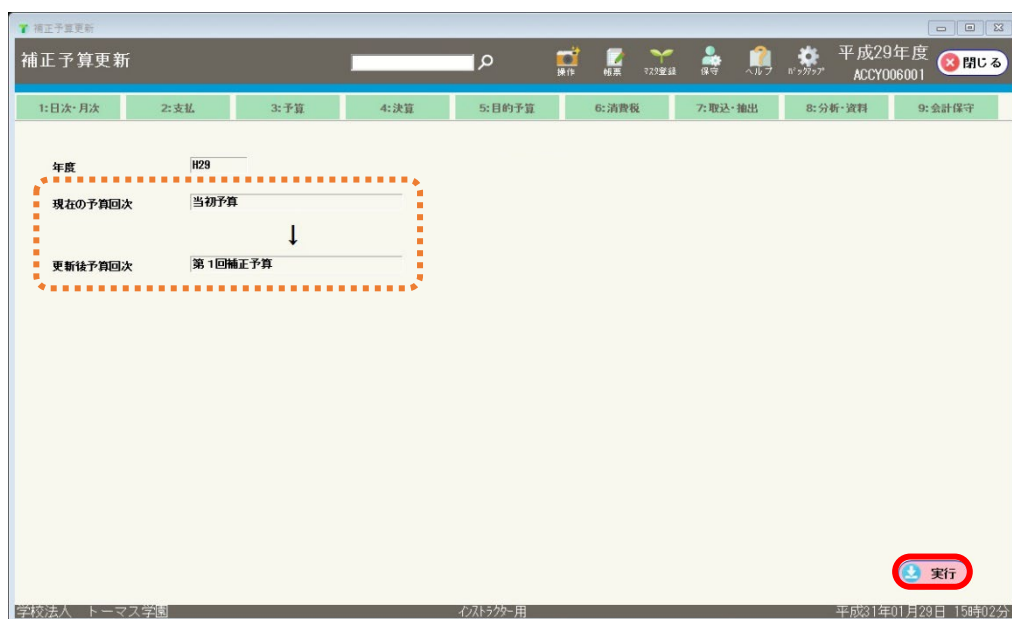 補正予算更新
補正予算更新
操作 帳票 マスタ登録 保守 ヘルプ バックアップ
平成29年度
ACCY006001
閉じる
1:日次・月次 2:支払 3:予算 4:決算 5:目的予算 6:消費税 7:取込・抽出 8:分析・資料 9:会計保守
年度 H29
現在の予算回次 当初予算
↓
更新後予算回次 第1回補正予算
実行
学校法人 トーマス学園 インストラクター用 平成31年01月29日 15時02分